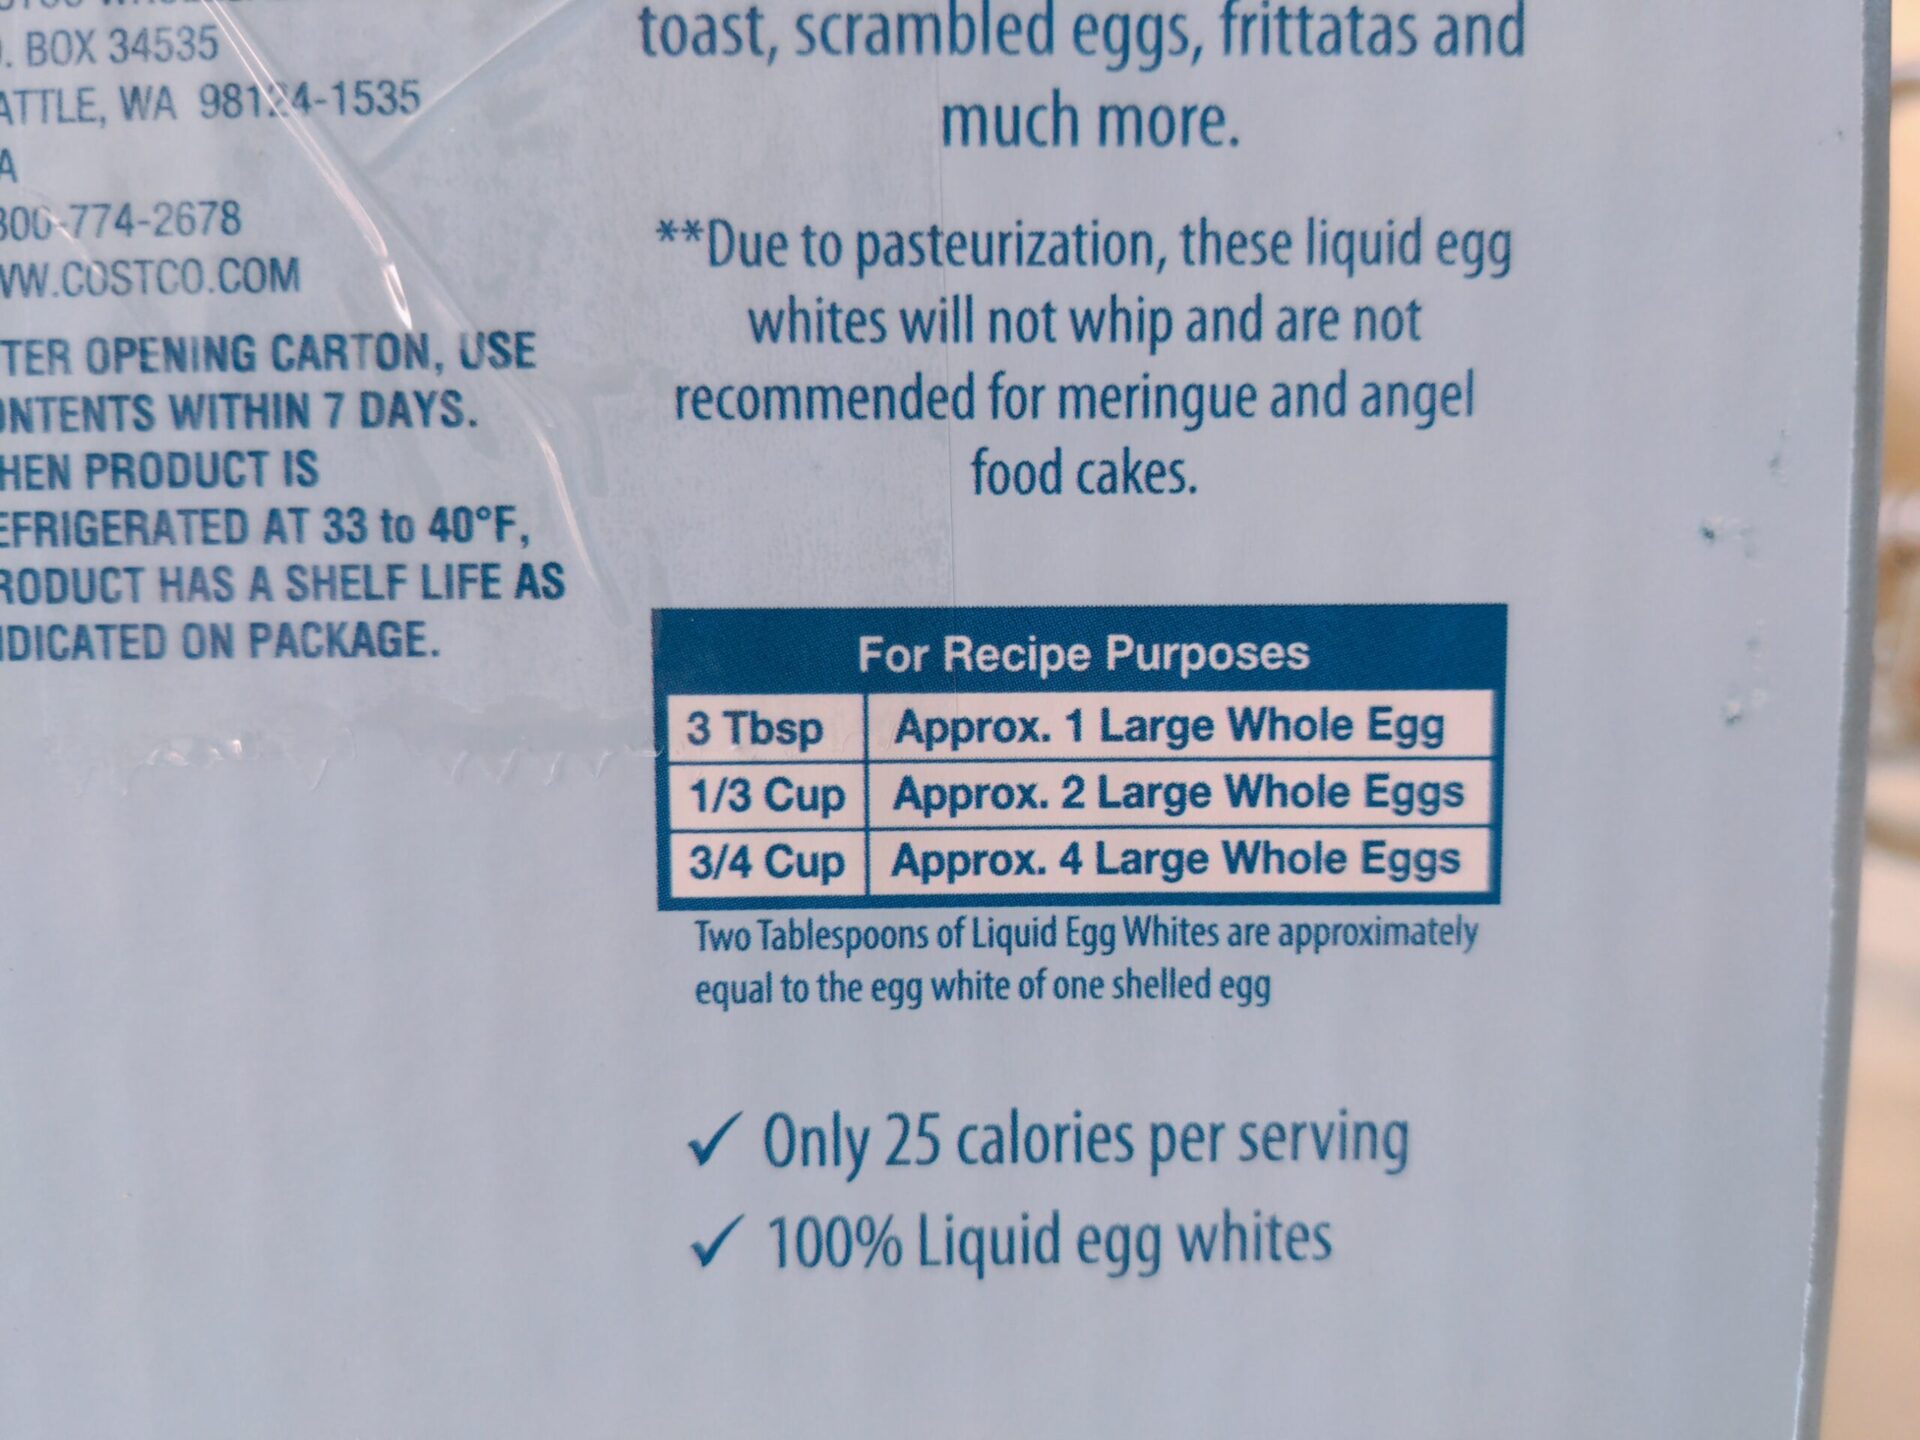 . BOX 34535
ATTLE, WA 98124-1535
A
800-774-2678
WW.COSTCO.COM
TER OPENING CARTON, USE
ONTENTS WITHIN 7 DAYS.
HEN PRODUCT IS
EFRIGERATED AT 33 to 40°F,
RODUCT HAS A SHELF LIFE AS
DICATED ON PACKAGE.
toast, scrambled eggs, frittatas and
much more.
**Due to pasteurization, these liquid egg
whites will not whip and are not
recommended for meringue and angel
food cakes.
For Recipe Purposes
3 Tbsp Approx. 1 Large Whole Egg
1/3 Cup Approx. 2 Large Whole Eggs
3/4 Cup Approx. 4 Large Whole Eggs
Two Tablespoons of Liquid Egg Whites are approximately
equal to the egg white of one shelled egg
✓ Only 25 calories per serving
✓ 100% Liquid egg whites